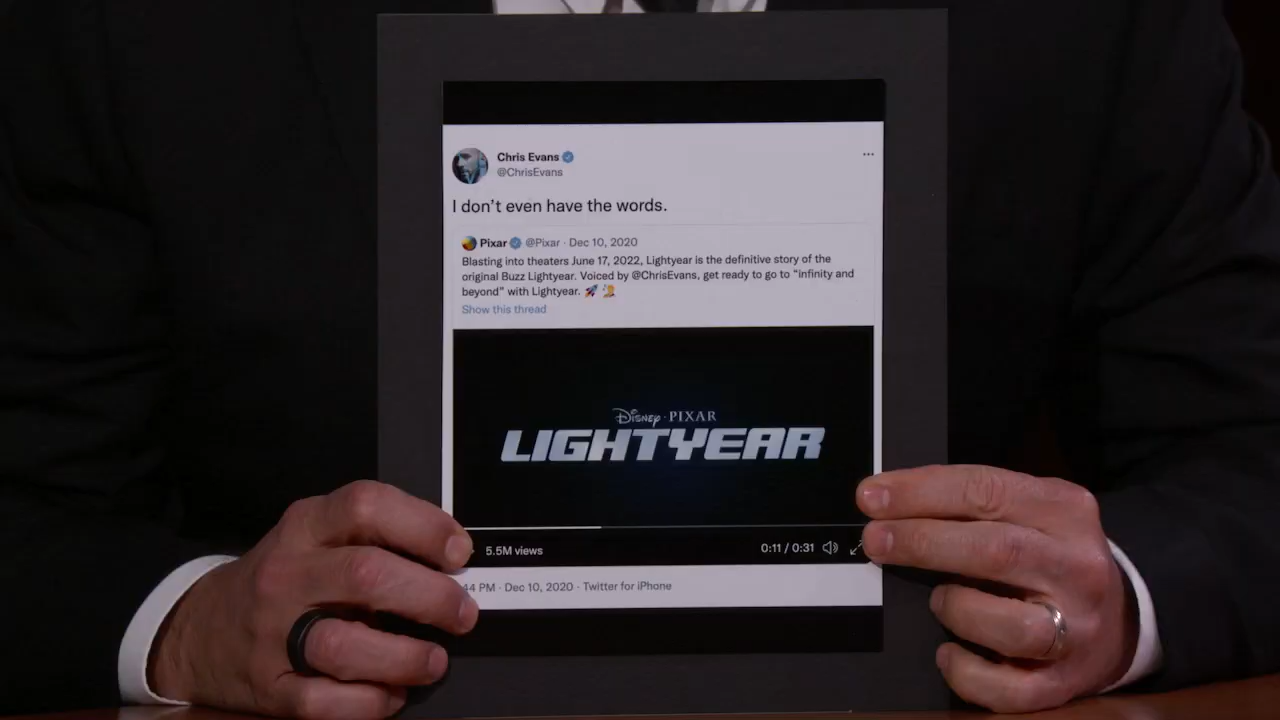 Chris Evans
@ChrisEvans
I don’t even have the words.
Pixar @Pixar · Dec 10, 2020
Blasting into theaters June 17, 2022, Lightyear is the definitive story of the
original Buzz Lightyear. Voiced by @ChrisEvans, get ready to go to “infinity and
beyond” with Lightyear. 🚀 🧑‍🚀
Show this thread
Disney · PIXAR
LIGHTYEAR
5.5M views
0:11 / 0:31
44 PM · Dec 10, 2020 · Twitter for iPhone